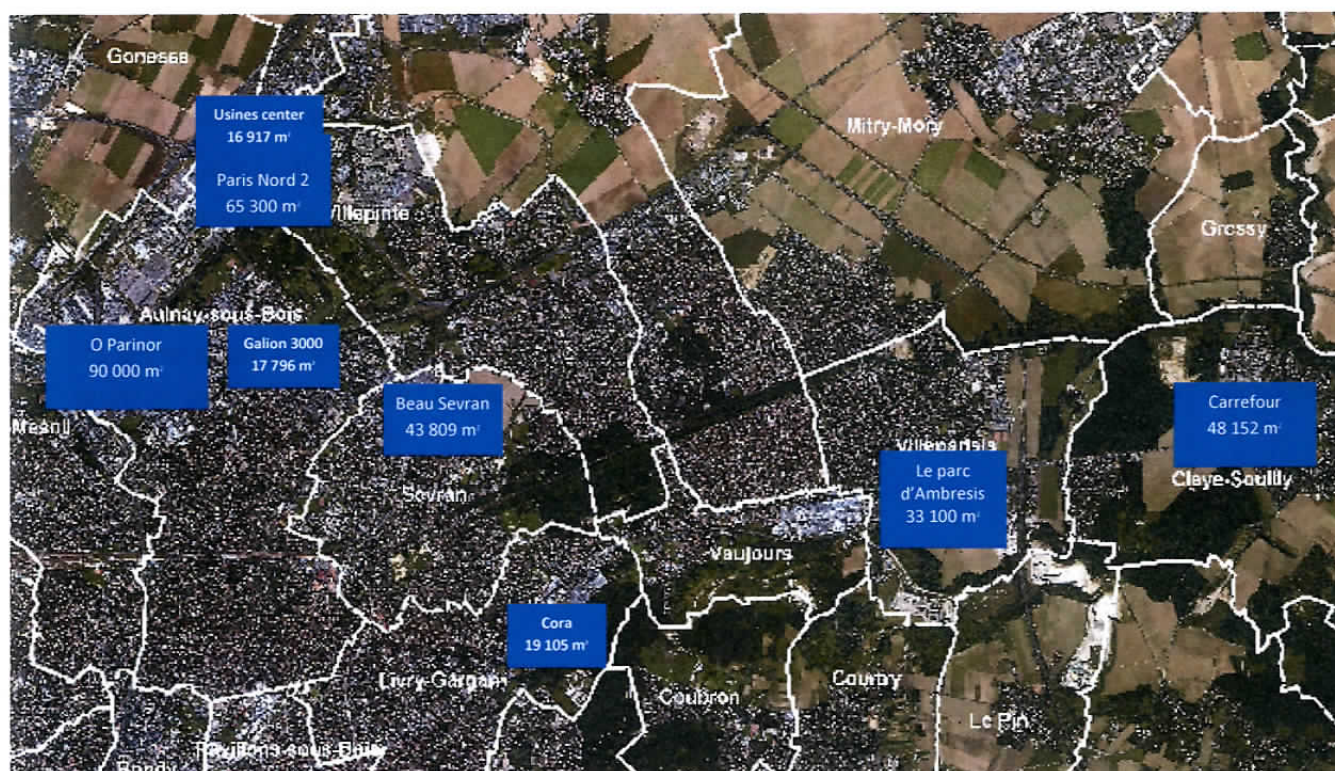 Gonesse
Usines center
16 917 m²
Paris Nord 2
65 300 m²
Villepinte
Mitry-Mory
Gressy
Aulnay-sous-Bois
O Parinor
90 000 m²
Galion 3000
17 796 m²
Beau Sevran
43 809 m²
Carrefour
48 152 m²
Mesnil
Sevran
Villeparisis
Le parc
d'Ambresis
33 100 m²
Claye-Souilly
Vaujours
Cora
19 105 m²
Livry-Gargan
Coubron
Courtry
Le Pin
Pavillons-sous-Bois
Bondy